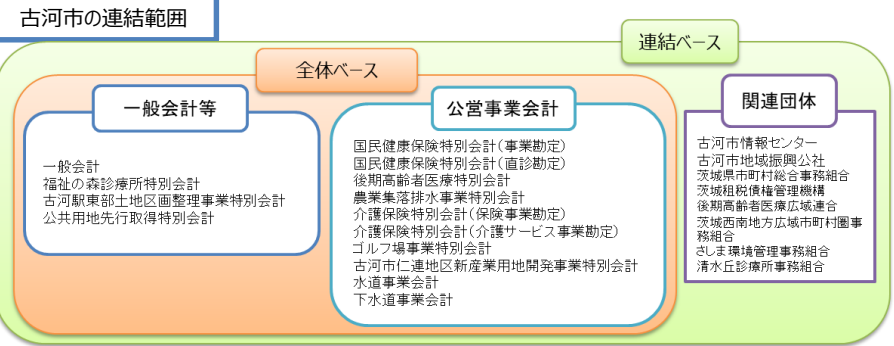 古河市の連結範囲
連結ベース
全体ベース
一般会計等
一般会計
福祉の森診療所特別会計
古河駅東部土地区画整理事業特別会計
公共用地先行取得特別会計
公営事業会計
国民健康保険特別会計(事業勘定)
国民健康保険特別会計(直診勘定)
後期高齢者医療特別会計
農業集落排水事業特別会計
介護保険特別会計(保険事業勘定)
介護保険特別会計(介護サービス事業勘定)
ゴルフ場事業特別会計
古河市仁連地区新産業用地開発事業特別会計
水道事業会計
下水道事業会計
関連団体
古河市情報センター
古河市地域振興公社
茨城県市町村総合事務組合
茨城租税債権管理機構
後期高齢者医療広域連合
茨城西南地方広域市町村圏事
務組合
さしま環境管理事務組合
清水丘診療所事務組合